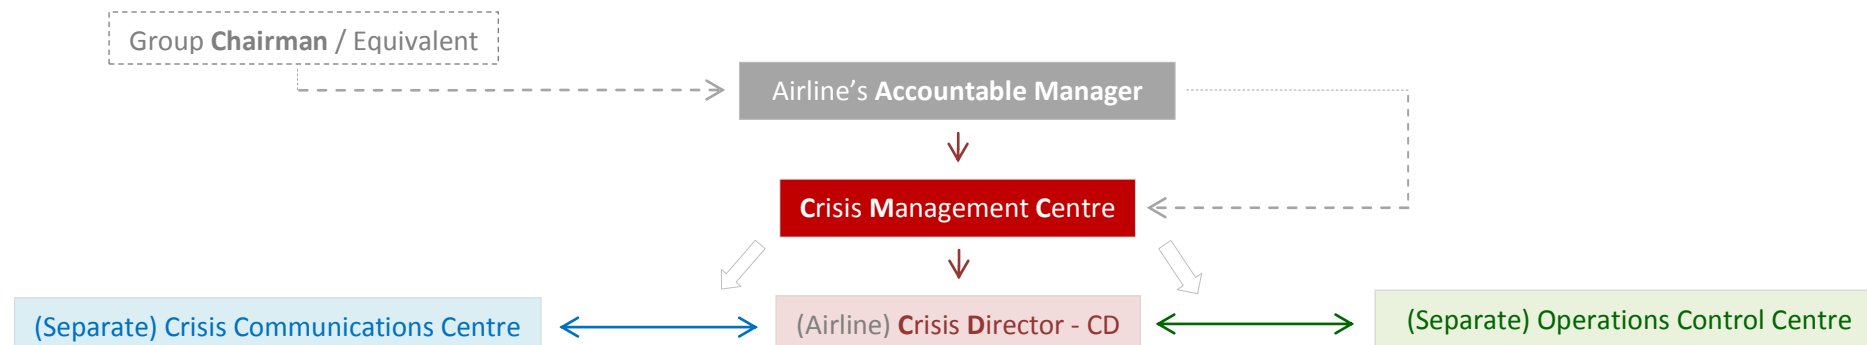 Group Chairman / Equivalent
Airline’s Accountable Manager
Crisis Management Centre
(Separate) Crisis Communications Centre
(Airline) Crisis Director - CD
(Separate) Operations Control Centre